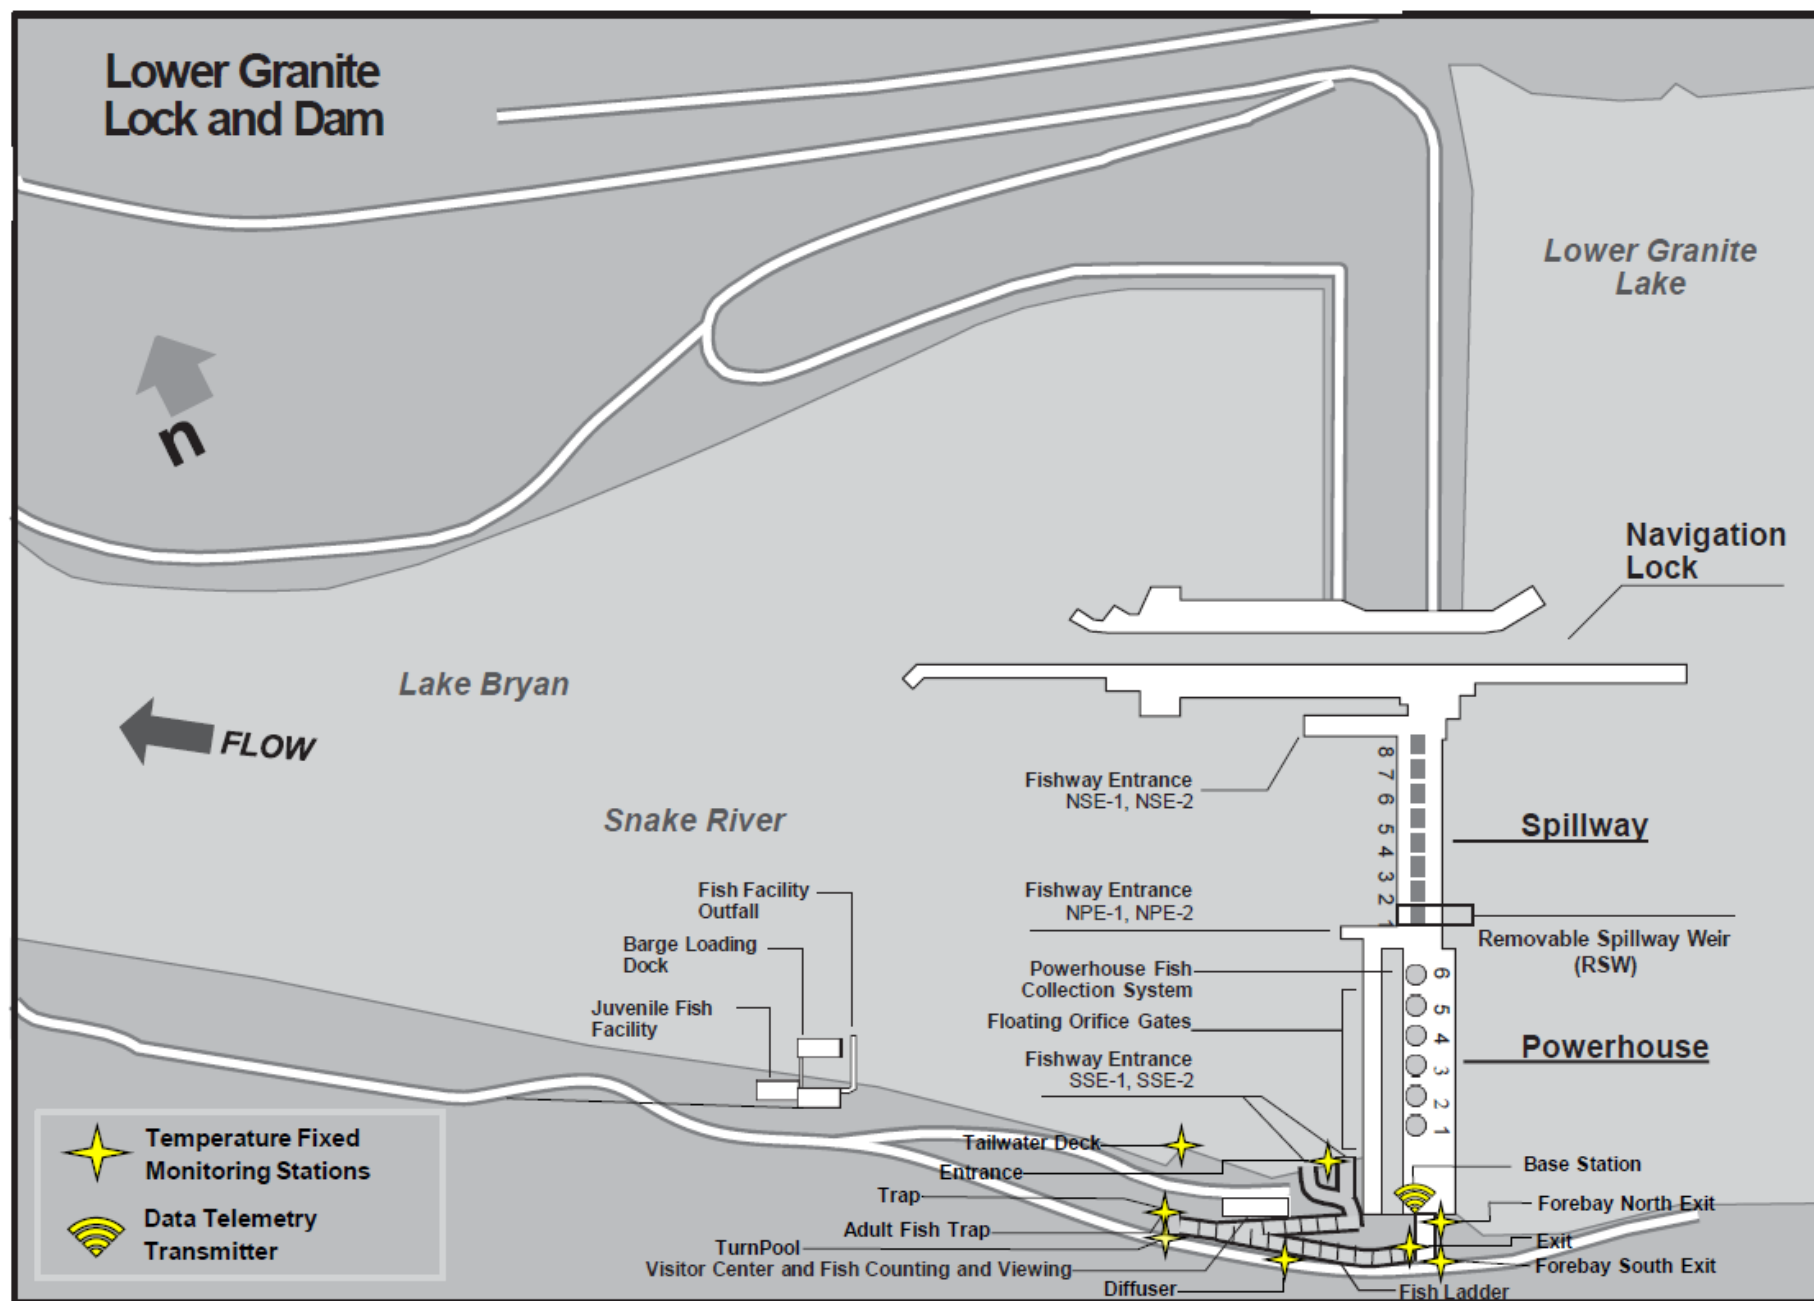 Lower Granite
Lock and Dam
Lower Granite
Lake
n
Navigation
Lock
Lake Bryan
FLOW
Snake River
Fishway Entrance
NSE-1, NSE-2
8
7
6
5
4
3
2
1
Spillway
Fishway Entrance
NPE-1, NPE-2
Removable Spillway Weir
(RSW)
Fish Facility
Outfall
Barge Loading
Dock
Juvenile Fish
Facility
Powerhouse Fish
Collection System
Floating Orifice Gates
Fishway Entrance
SSE-1, SSE-2
6
5
4
3
2
1
Powerhouse
Tailwater Deck
Entrance
Trap
Adult Fish Trap
TurnPool
Visitor Center and Fish Counting and Viewing
Diffuser
Base Station
Forebay North Exit
Exit
Forebay South Exit
Fish Ladder
Temperature Fixed
Monitoring Stations
Data Telemetry
Transmitter